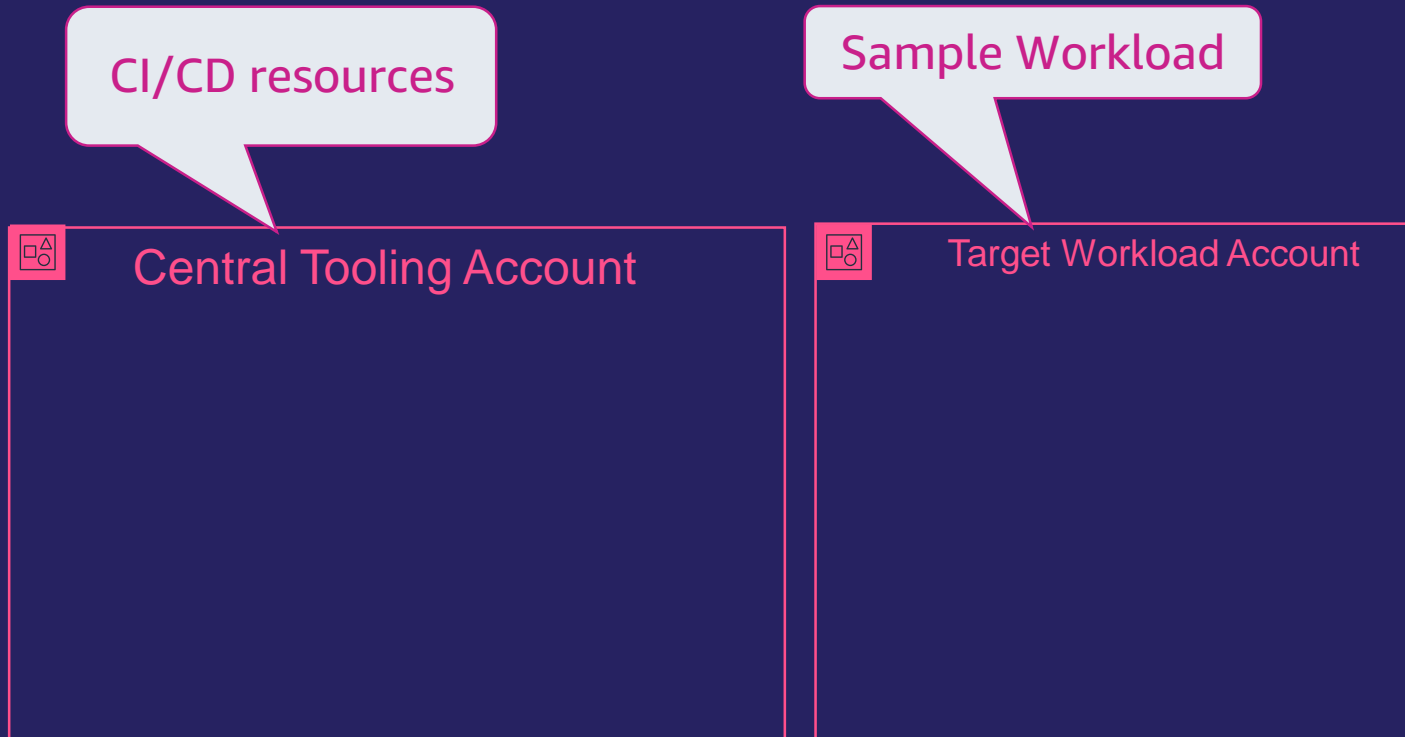 CI/CD resources
Sample Workload
Central Tooling Account
Target Workload Account